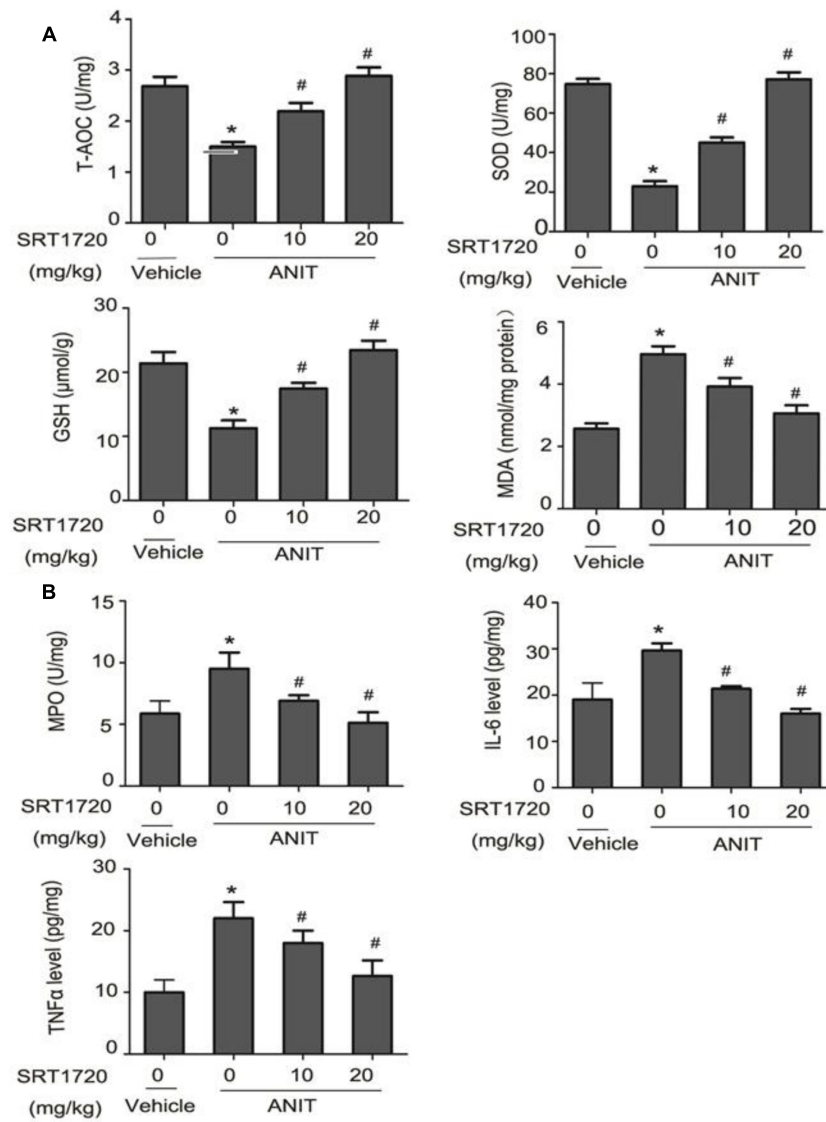 A
T-AOC (U/mg)
4
3
2
1
0
*
#
#
SRT1720 0 0 10 20
(mg/kg) Vehicle ANIT
SOD (U/mg)
100
80
60
40
20
0
*
#
#
SRT1720 0 0 10 20
(mg/kg) Vehicle ANIT
GSH (μmol/g)
30
20
10
0
*
#
#
SRT1720 0 0 10 20
(mg/kg) Vehicle ANIT
MDA (nmol/mg protein)
6
4
2
0
*
#
#
SRT1720 0 0 10 20
(mg/kg) Vehicle ANIT
B
MPO (U/mg)
15
10
5
0
*
#
#
SRT1720 0 0 10 20
(mg/kg) Vehicle ANIT
IL-6 level (pg/mg)
40
30
20
10
0
*
#
#
SRT1720 0 0 10 20
(mg/kg) Vehicle ANIT
TNFα level (pg/mg)
30
20
10
0
*
#
#
SRT1720 0 0 10 20
(mg/kg) Vehicle ANIT